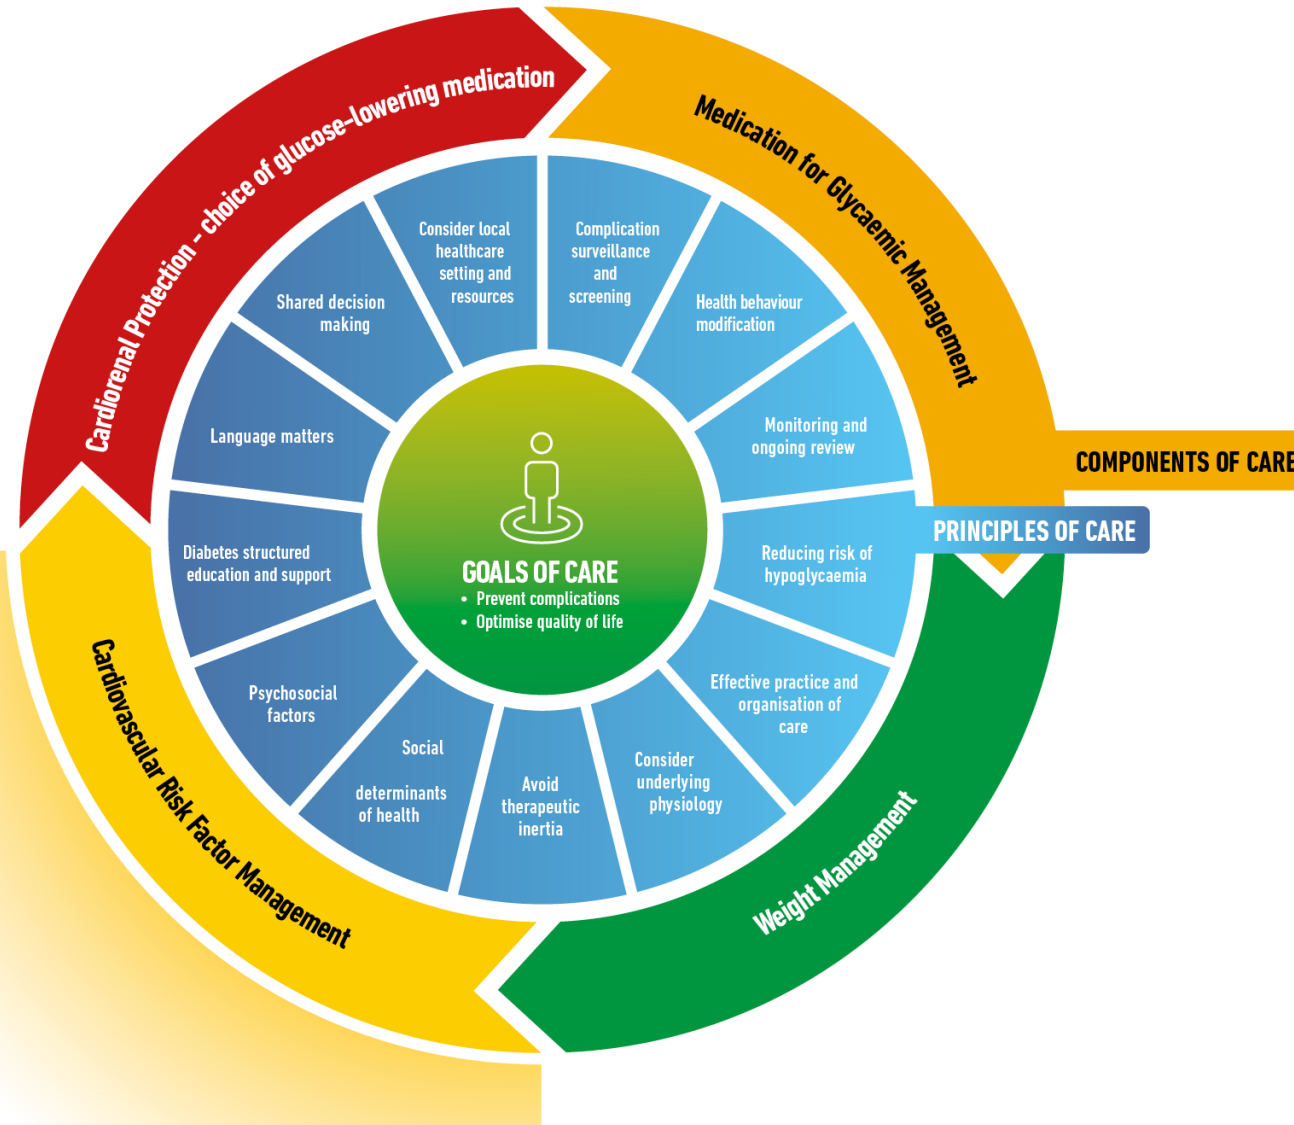 Cardiorenal Protection - choice of glucose-lowering medication
Medication for Glycaemic Management
Weight Management
Cardiovascular Risk Factor Management
COMPONENTS OF CARE
PRINCIPLES OF CARE
Complication
surveillance
and
screening
Health behaviour
modification
Monitoring and
ongoing review
Reducing risk of
hypoglycaemia
Effective practice and
organisation of
care
Consider
underlying
physiology
Avoid
therapeutic
inertia
Social
determinants
of health
Psychosocial
factors
Diabetes structured
education and support
Language matters
Shared decision
making
Consider local
healthcare
setting and
resources
GOALS OF CARE
• Prevent complications
• Optimise quality of life